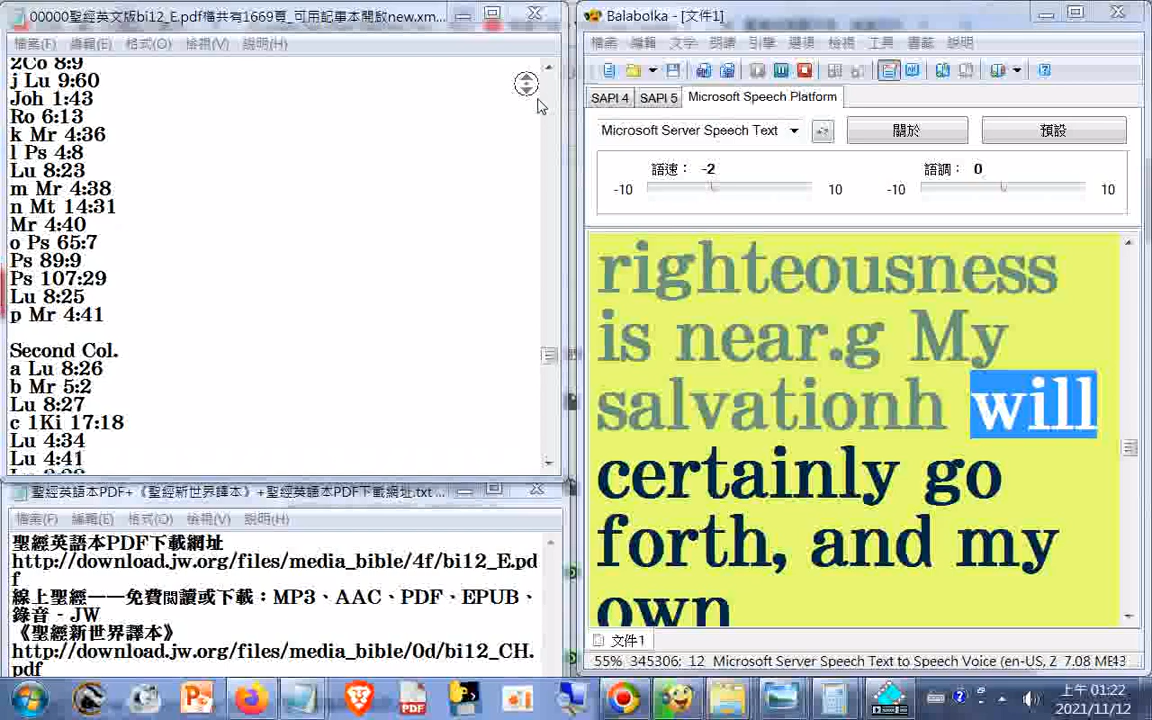 00000聖經英文版bi12_E.pdf檔共有1669頁_可用記事本開啟new.xm...
檔案(F) 編輯(E) 格式(O) 檢視(V) 說明(H)
2Co 8:9
j Lu 9:60
Joh 1:43
Ro 6:13
k Mr 4:36
l Ps 4:8
Lu 8:23
m Mr 4:38
n Mt 14:31
Mr 4:40
o Ps 65:7
Ps 89:9
Ps 107:29
Lu 8:25
p Mr 4:41
Second Col.
a Lu 8:26
b Mr 5:2
Lu 8:27
c 1Ki 17:18
Lu 4:34
Lu 4:41
聖經英語本PDF+《聖經新世界譯本》+聖經英語本PDF下載網址.txt ...
檔案(F) 編輯(E) 格式(O) 檢視(V) 說明(H)
聖經英語本PDF下載網址
http://download.jw.org/files/media_bible/4f/bi12_E.pd
f
線上聖經——免費閱讀或下載：MP3、AAC、PDF、EPUB、
錄音 - JW
《聖經新世界譯本》
http://download.jw.org/files/media_bible/0d/bi12_CH.
pdf
Balabolka - [文件1]
檔案 編輯 文字 朗讀 引擎 選項 檢視 工具 書籤 說明
SAPI 4 SAPI 5 Microsoft Speech Platform
Microsoft Server Speech Text 關於 預設
語速： -2 語調： 0
-10 10 -10 10
righteousness
is near.g My
salvationh will
certainly go
forth, and my
own
文件1
55% 345306: 12 Microsoft Server Speech Text to Speech Voice (en-US, Z 7.08 ME43
上午 01:22
2021/11/12